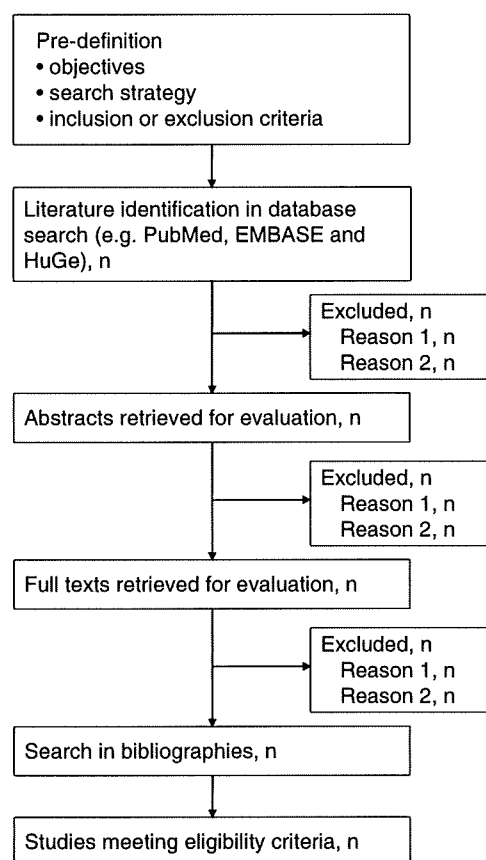 Pre-definition
• objectives
• search strategy
• inclusion or exclusion criteria
Literature identification in database
search (e.g. PubMed, EMBASE and
HuGe), n
Excluded, n
Reason 1, n
Reason 2, n
Abstracts retrieved for evaluation, n
Excluded, n
Reason 1, n
Reason 2, n
Full texts retrieved for evaluation, n
Excluded, n
Reason 1, n
Reason 2, n
Search in bibliographies, n
Studies meeting eligibility criteria, n